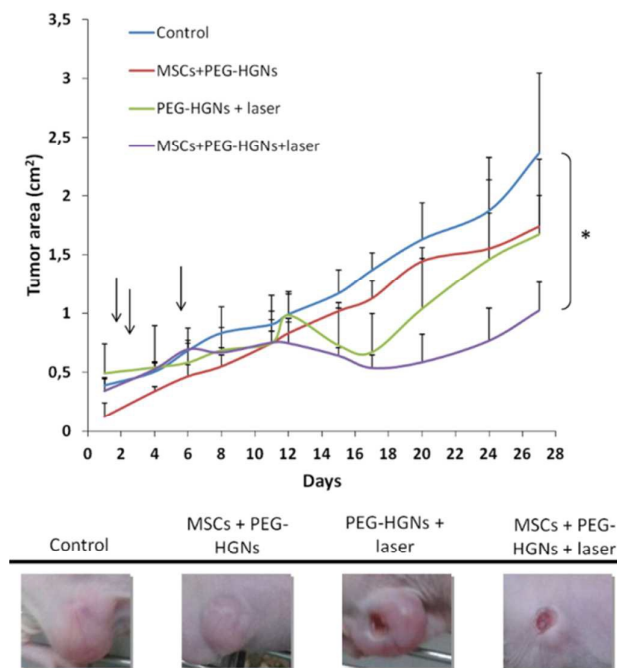 3,5
3
2,5
2
1,5
1
0,5
0
Tumor area (cm²)
Control
MSCs+PEG-HGNs
PEG-HGNs + laser
MSCs+PEG-HGNs+laser
*
0 2 4 6 8 10 12 14 16 18 20 22 24 26 28
Days
Control
MSCs + PEG-
HGNs
PEG-HGNs +
laser
MSCs + PEG-
HGNs + laser